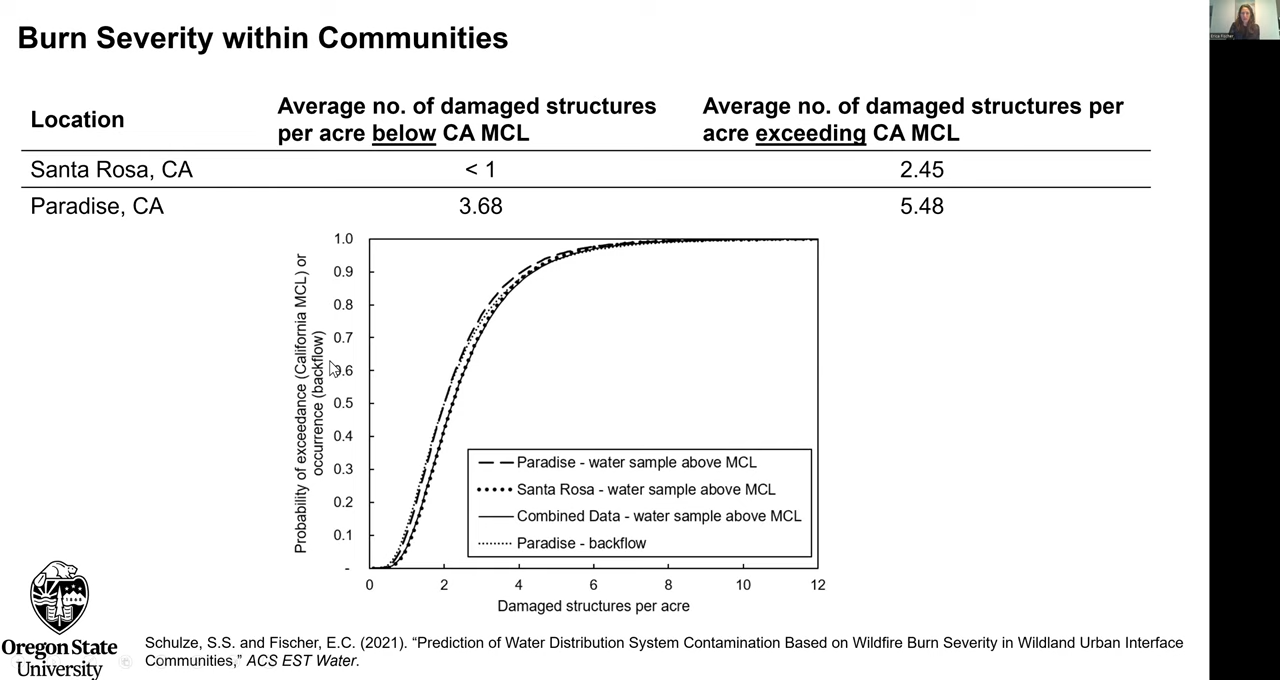 Burn Severity within Communities
Location
Average no. of damaged structures
per acre below CA MCL
Average no. of damaged structures per
acre exceeding CA MCL
Santa Rosa, CA
< 1
2.45
Paradise, CA
3.68
5.48
Probability of exceedance (California MCL) or
occurrence (backflow)
1.0
0.9
0.8
0.7
0.6
0.5
0.4
0.3
0.2
0.1
-
Paradise - water sample above MCL
Santa Rosa - water sample above MCL
Combined Data - water sample above MCL
Paradise - backflow
0 2 4 6 8 10 12
Damaged structures per acre
Oregon State
University
Schulze, S.S. and Fischer, E.C. (2021). “Prediction of Water Distribution System Contamination Based on Wildfire Burn Severity in Wildland Urban Interface
Communities,” ACS EST Water.
Erica Fischer